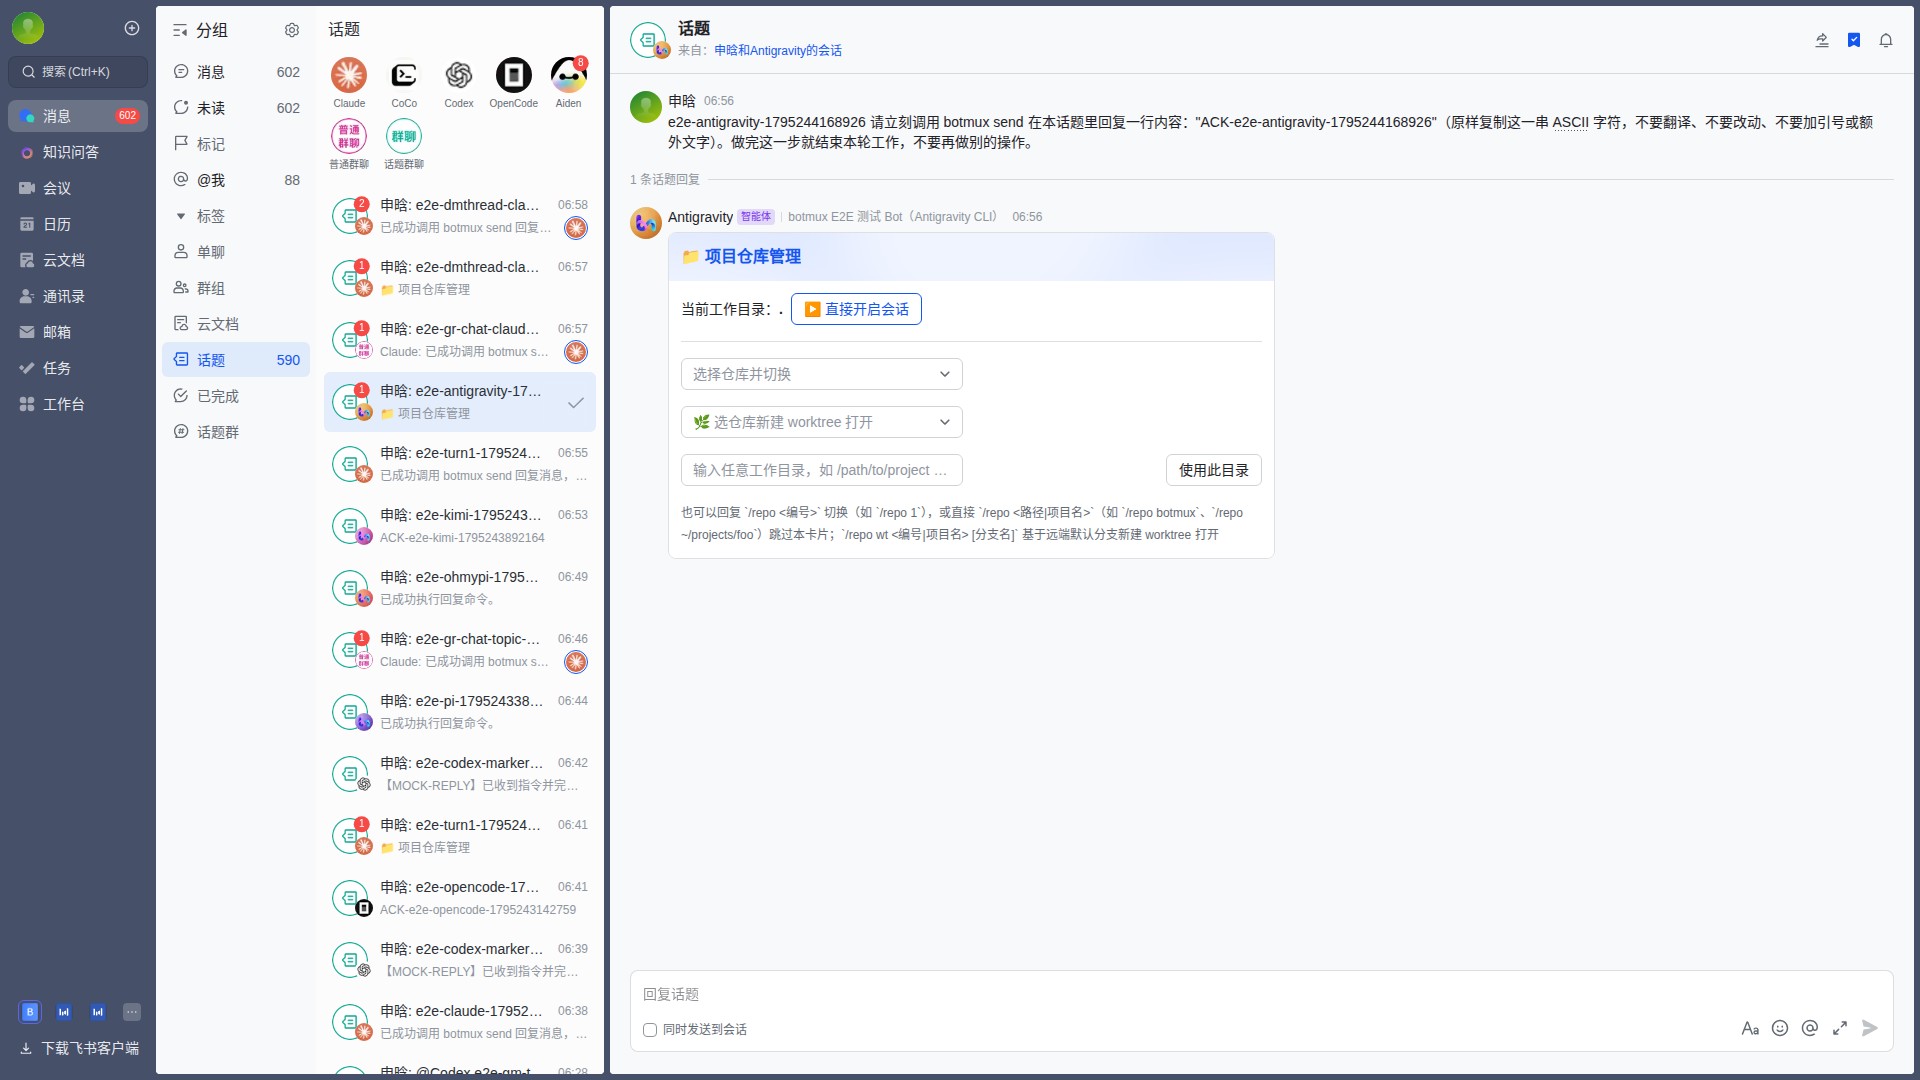 搜索 (Ctrl+K)
消息 602
知识问答
会议
日历
云文档
通讯录
邮箱
任务
工作台
下载飞书客户端
分组
消息 602
未读 602
标记
@我 88
标签
单聊
群组
云文档
话题 590
已完成
话题群
话题
8
Claude CoCo Codex OpenCode Aiden
普通群聊 群聊
普通群聊 话题群聊
2 申晗: e2e-dmthread-cla... 06:58
已成功调用 botmux send 回复...
1 申晗: e2e-dmthread-cla... 06:57
📁 项目仓库管理
1 申晗: e2e-gr-chat-claud... 06:57
Claude: 已成功调用 botmux s...
1 申晗: e2e-antigravity-17...
📁 项目仓库管理
申晗: e2e-turn1-179524... 06:55
已成功调用 botmux send 回复消息，...
申晗: e2e-kimi-1795243... 06:53
ACK-e2e-kimi-1795243892164
申晗: e2e-ohmypi-1795... 06:49
已成功执行回复命令。
1 申晗: e2e-gr-chat-topic-... 06:46
Claude: 已成功调用 botmux s...
申晗: e2e-pi-179524338... 06:44
已成功执行回复命令。
申晗: e2e-codex-marker... 06:42
【MOCK-REPLY】已收到指令并完...
1 申晗: e2e-turn1-179524... 06:41
📁 项目仓库管理
申晗: e2e-opencode-17... 06:41
ACK-e2e-opencode-1795243142759
申晗: e2e-codex-marker... 06:39
【MOCK-REPLY】已收到指令并完...
申晗: e2e-claude-17952... 06:38
已成功调用 botmux send 回复消息，...
申晗: @Codex e2e-gm-t... 06:28
话题
来自：申晗和Antigravity的会话
申晗 06:56
e2e-antigravity-1795244168926 请立刻调用 botmux send 在本话题里回复一行内容："ACK-e2e-antigravity-1795244168926"（原样复制这一串 ASCII 字符，不要翻译、不要改动、不要加引号或额
外文字）。做完这一步就结束本轮工作，不要再做别的操作。
1 条话题回复
Antigravity 智能体 botmux E2E 测试 Bot（Antigravity CLI） 06:56
📁 项目仓库管理
当前工作目录： . ▶️ 直接开启会话
选择仓库并切换
🌿 选仓库新建 worktree 打开
输入任意工作目录，如 /path/to/project ... 使用此目录
也可以回复 `/repo <编号>` 切换（如 `/repo 1`），或直接 `/repo <路径|项目名>`（如 `/repo botmux`、`/repo
~/projects/foo`）跳过本卡片；`/repo wt <编号|项目名> [分支名]` 基于远端默认分支新建 worktree 打开
回复话题
同时发送到会话